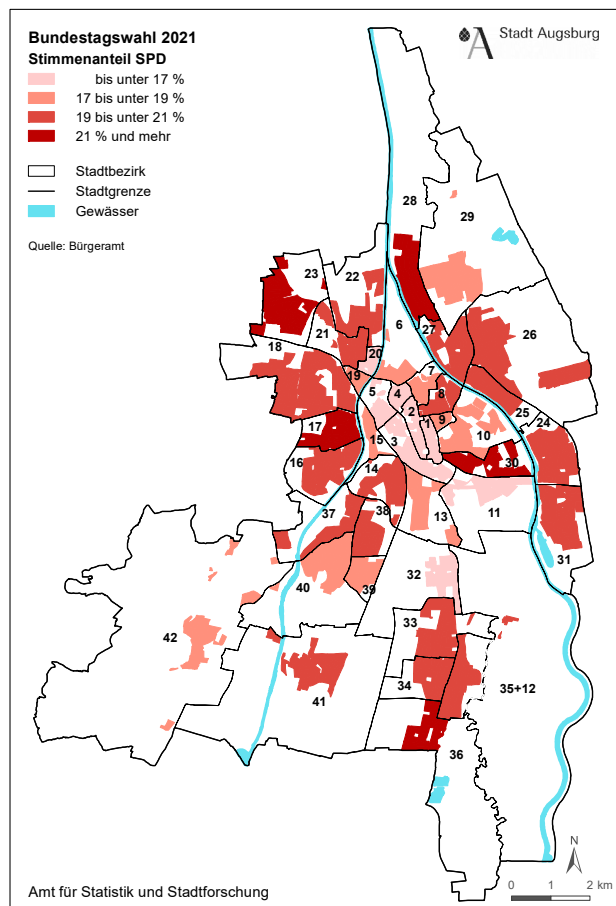 Bundestagswahl 2021
Stimmenanteil SPD
bis unter 17 %
17 bis unter 19 %
19 bis unter 21 %
21 % und mehr
Stadtbezirk
Stadtgrenze
Gewässer
Quelle: Bürgeramt
Stadt Augsburg
28
29
23
22
6
27
26
21
18
20
7
19
5
4
8
2
25
24
17
1
9
10
15
3
16
14
30
37
38
13
11
31
32
40
39
33
42
34
35+12
41
36
N
Amt für Statistik und Stadtforschung
0 1 2 km